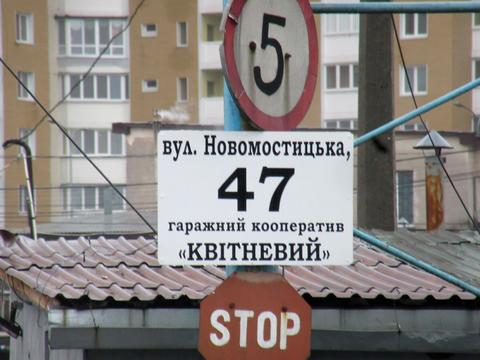 5
вул. Новомостицька,
47
гаражний кооператив
«КВІТНЕВИЙ»
STOP